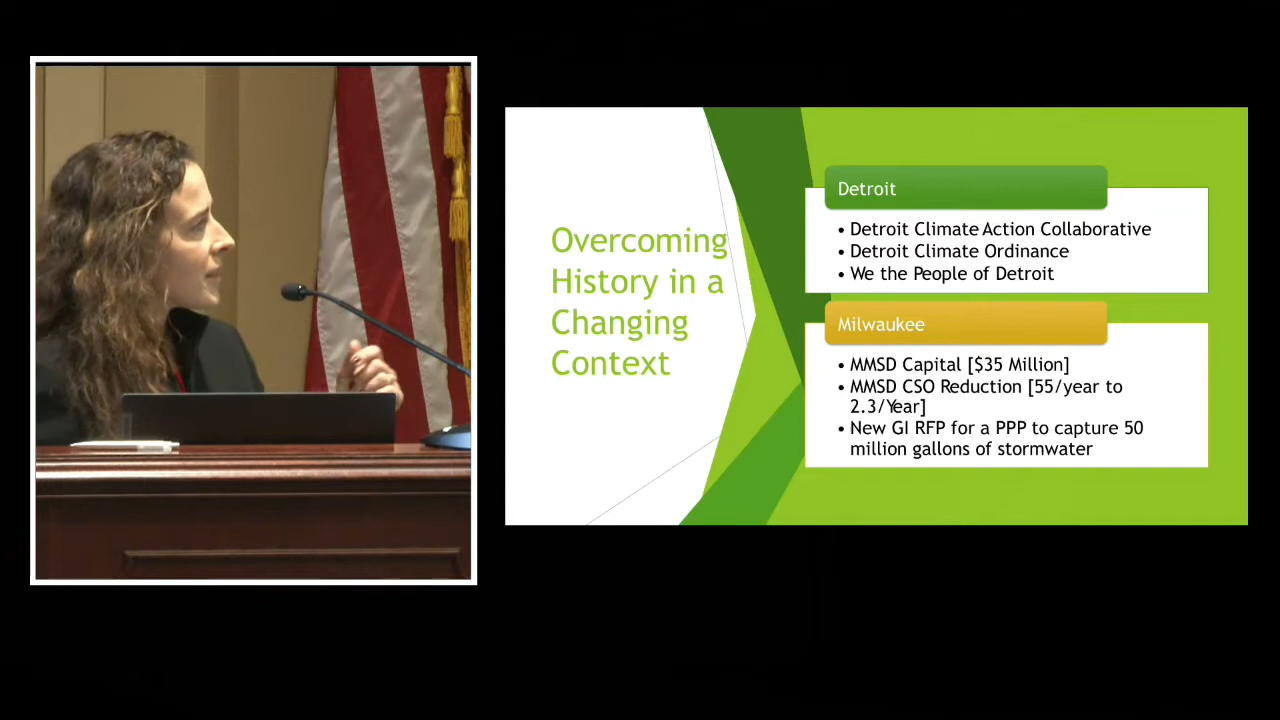 Overcoming
History in a
Changing
Context
Detroit
• Detroit Climate Action Collaborative
• Detroit Climate Ordinance
• We the People of Detroit
Milwaukee
• MMSD Capital [$35 Million]
• MMSD CSO Reduction [55/year to
2.3/Year]
• New GI RFP for a PPP to capture 50
million gallons of stormwater